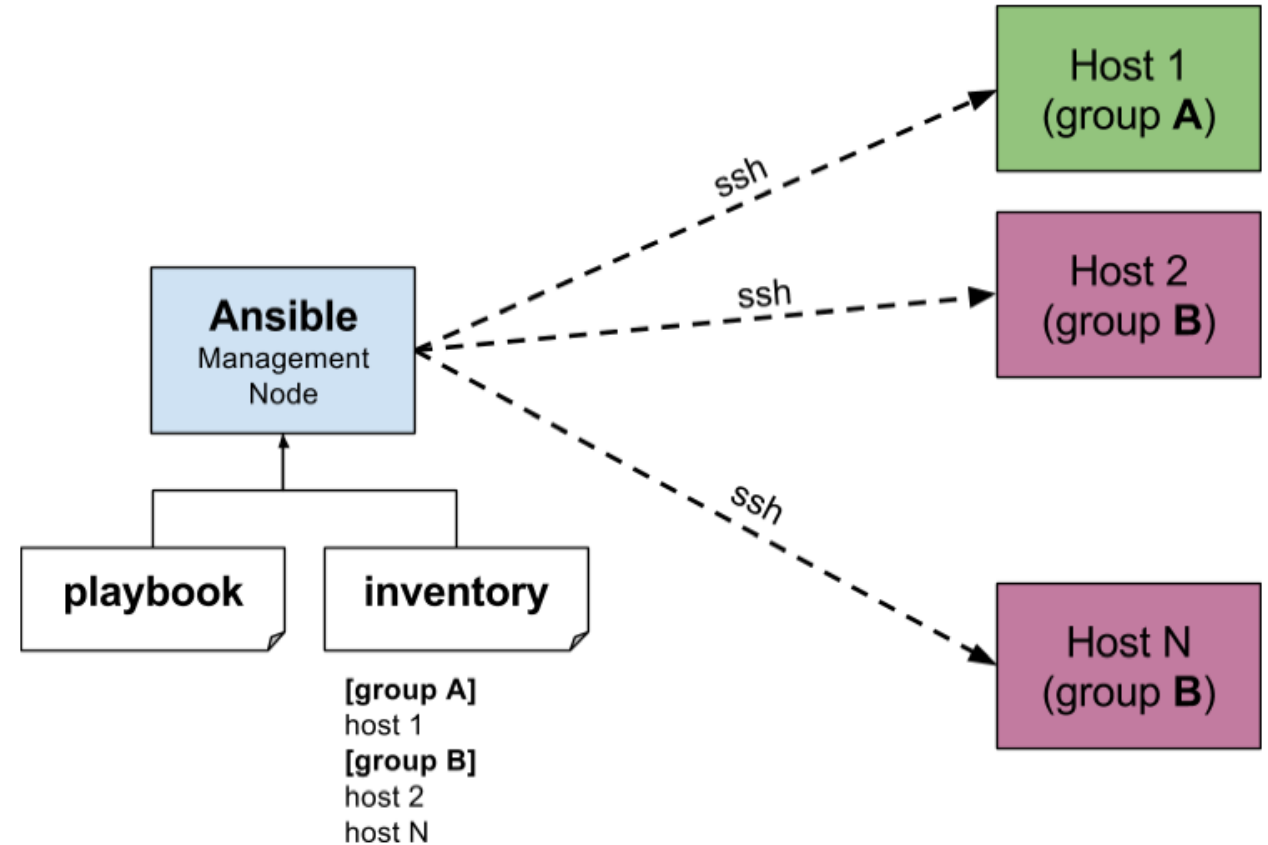 Host 1
(group A)
ssh
Host 2
(group B)
ssh
Ansible
Management
Node
ssh
playbook
inventory
Host N
(group B)
[group A]
host 1
[group B]
host 2
host N